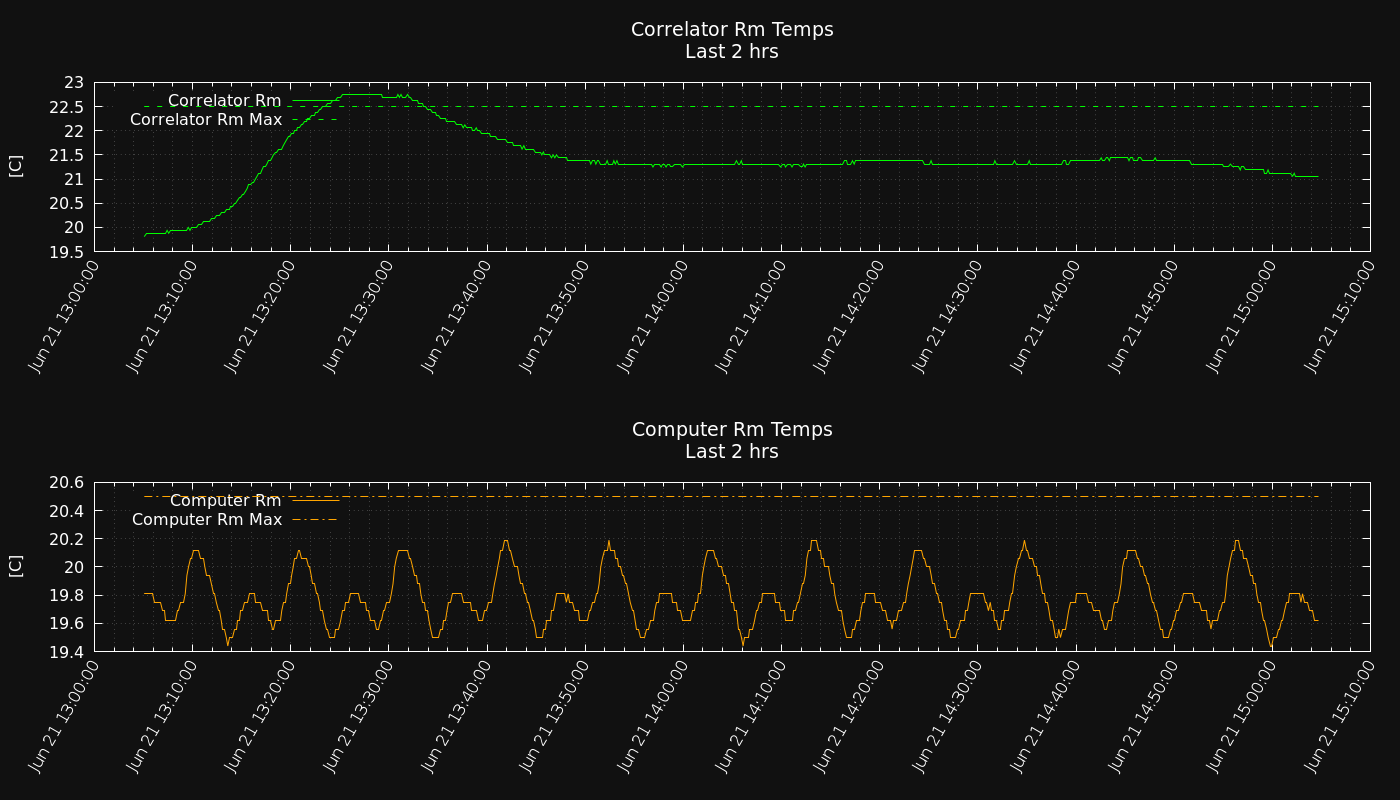 Correlator Rm Temps
Last 2 hrs
23
22.5
22
21.5
21
20.5
20
19.5
[C]
Correlator Rm
Correlator Rm Max
Jun 21 13:00:00
Jun 21 13:10:00
Jun 21 13:20:00
Jun 21 13:30:00
Jun 21 13:40:00
Jun 21 13:50:00
Jun 21 14:00:00
Jun 21 14:10:00
Jun 21 14:20:00
Jun 21 14:30:00
Jun 21 14:40:00
Jun 21 14:50:00
Jun 21 15:00:00
Jun 21 15:10:00
Computer Rm Temps
Last 2 hrs
20.6
20.4
20.2
20
19.8
19.6
19.4
[C]
Computer Rm
Computer Rm Max
Jun 21 13:00:00
Jun 21 13:10:00
Jun 21 13:20:00
Jun 21 13:30:00
Jun 21 13:40:00
Jun 21 13:50:00
Jun 21 14:00:00
Jun 21 14:10:00
Jun 21 14:20:00
Jun 21 14:30:00
Jun 21 14:40:00
Jun 21 14:50:00
Jun 21 15:00:00
Jun 21 15:10:00